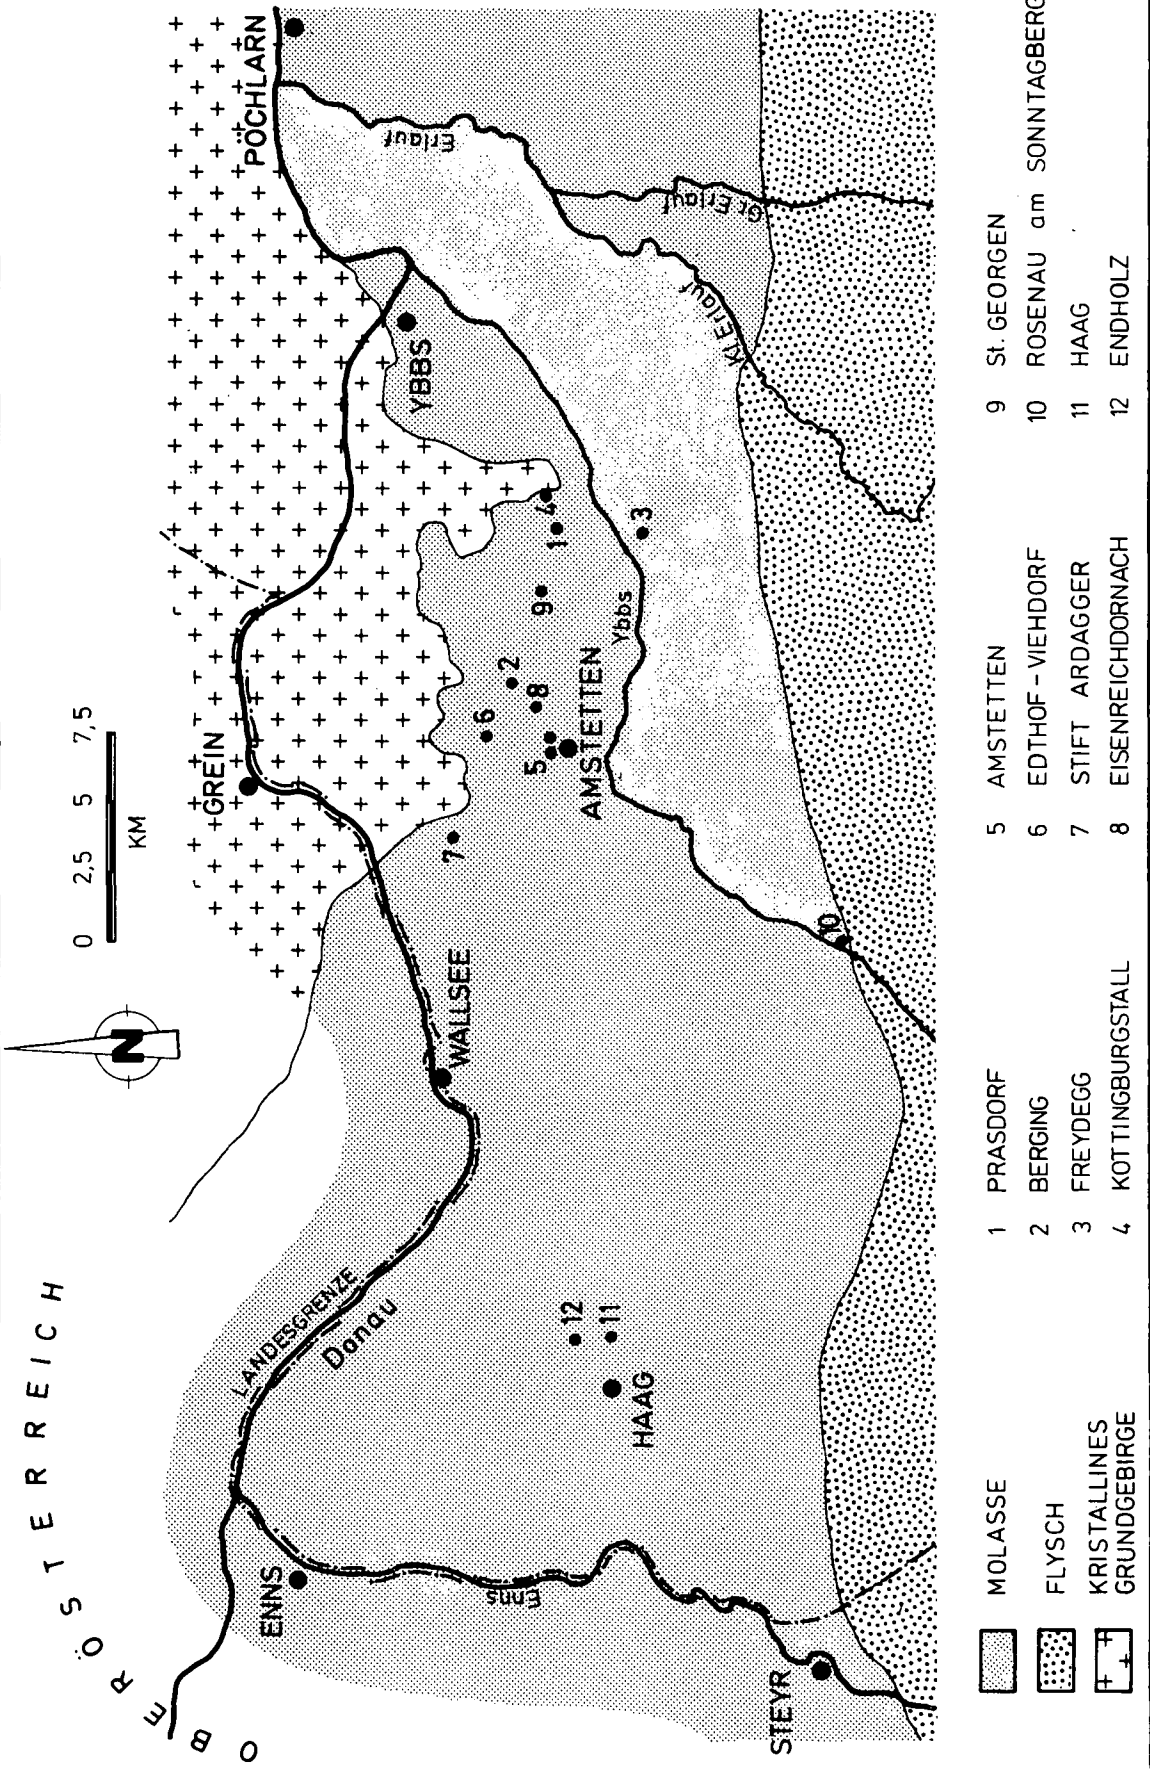 OBERÖSTERREICH
N
0 2,5 5 7,5
KM
GREIN
PÖCHLARN
LANDESGRENZE
Donau
WALLSEE
YBBS
ENNS
Enns
STEYR
HAAG
12
11
7
6
2
8
5
AMSTETTEN
9
1
4
3
Ybbs
10
Erlauf
Gr.Erlauf
Kl.Erlauf
MOLASSE
FLYSCH
KRISTALLINES
GRUNDGEBIRGE
1 PRASDORF
2 BERGING
3 FREYDEGG
4 KOTTINGBURGSTALL
5 AMSTETTEN
6 EDTHOF-VIEHDORF
7 STIFT ARDAGGER
8 EISENREICHDORNACH
9 St. GEORGEN
10 ROSENAU am SONNTAGBERG
11 HAAG
12 ENDHOLZ